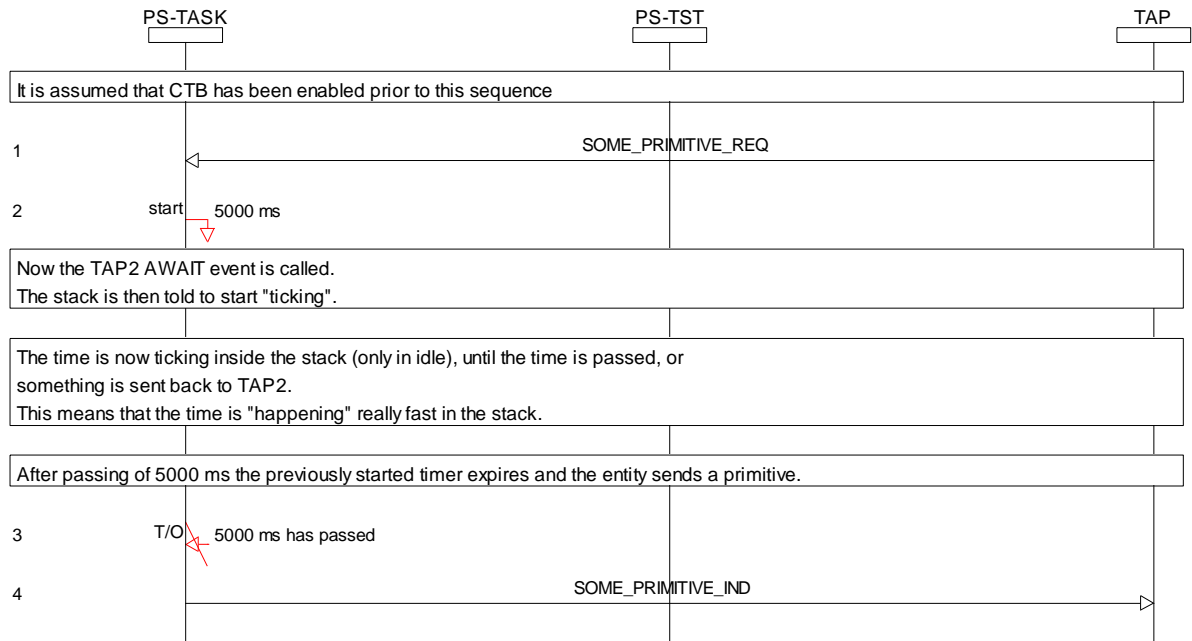 PS-TASK PS-TST TAP
It is assumed that CTB has been enabled prior to this sequence
1 SOME_PRIMITIVE_REQ
2 start 5000 ms
Now the TAP2 AWAIT event is called.
The stack is then told to start "ticking".
The time is now ticking inside the stack (only in idle), until the time is passed, or
something is sent back to TAP2.
This means that the time is "happening" really fast in the stack.
After passing of 5000 ms the previously started timer expires and the entity sends a primitive.
3 T/O 5000 ms has passed
4 SOME_PRIMITIVE_IND